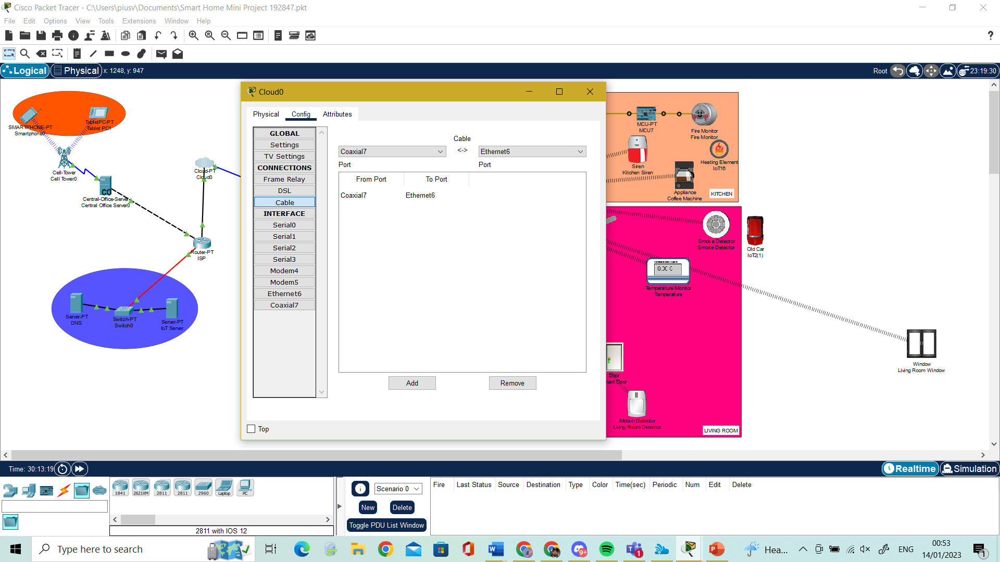 Cisco Packet Tracer - C:\Users\piusv\Documents\Smart Home Mini Project 192847.pkt
File Edit Options View Tools Extensions Window Help
?
Logical Physical x: 1248, y: 947
Root 23:19:30
Cloud0
Physical Config Attributes
GLOBAL
Settings
TV Settings
CONNECTIONS
Frame Relay
DSL
Cable
INTERFACE
Serial0
Serial1
Serial2
Serial3
Modem4
Modem5
Ethernet6
Coaxial7
Cable
Coaxial7 <-> Ethernet6
Port Port
From Port To Port
Coaxial7 Ethernet6
Add Remove
Top
SMARTPHONE-PT
Smartphone0
TabletPC-PT
Tablet PC1
Cell-Tower
Cell Tower0
CO
Central-Office-Server
Central Office Server0
Cloud-PT
Cloud0
Router-PT
ISP
Server-PT
DNS
Switch-PT
Switch0
Server-PT
IoT Server
MCU-PT
MCU7
Fire Monitor
Fire Monitor
Siren
Kitchen Siren
Heating Element
IoT16
Appliance
Coffee Machine
KITCHEN
Smoke Detector
Smoke Detector
Old Car
IoT2(1)
TEMPERATURE
0.00 C
Temperature Monitor
Temperature
Window
Living Room Window
Door
mart Door
Motion Detector
Living Room Detector
LIVING ROOM
Time: 30:13:19
Realtime Simulation
1841 2621XM 2811 2811 2960 Laptop PC
2811 with IOS 12
Scenario 0
New Delete
Toggle PDU List Window
Fire Last Status Source Destination Type Color Time(sec) Periodic Num Edit Delete
Type here to search
9+
1
Hea...
ENG
00:53
14/01/2023
1